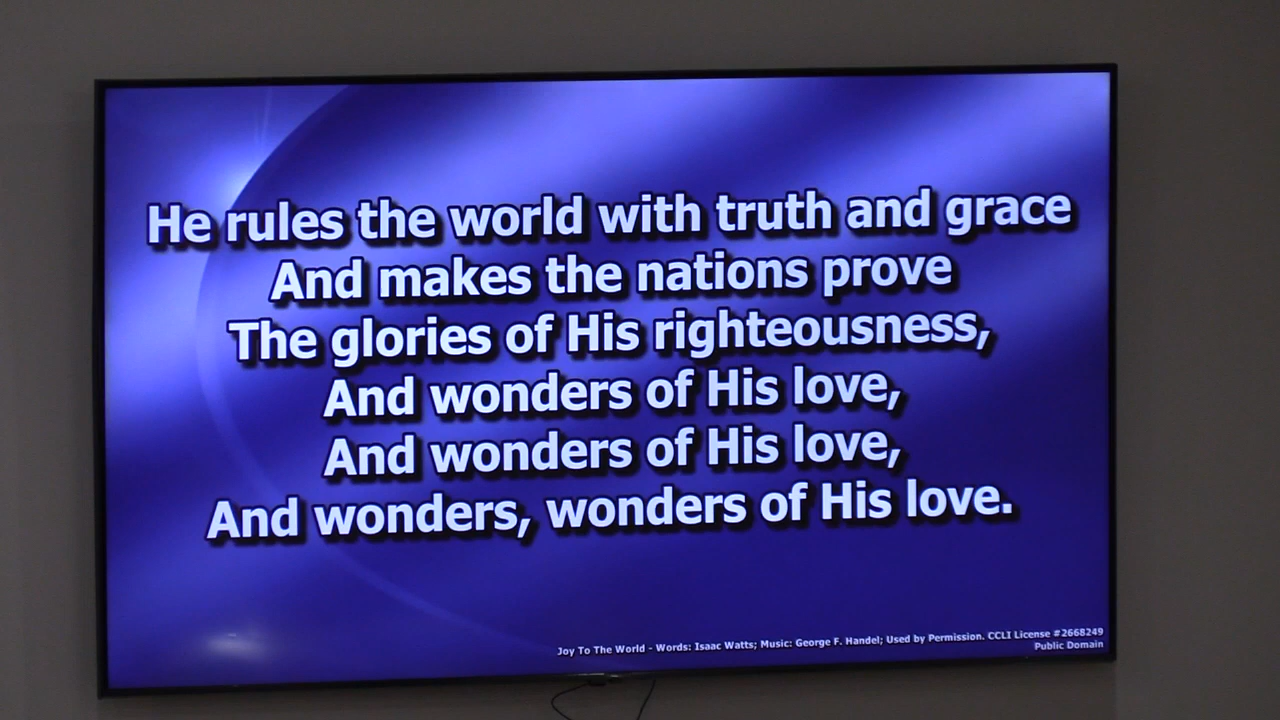 He rules the world with truth and grace
And makes the nations prove
The glories of His righteousness,
And wonders of His love,
And wonders of His love,
And wonders, wonders of His love.
Joy To The World - Words: Isaac Watts; Music: George F. Handel; Used by Permission. CCLI License #2668249
Public Domain